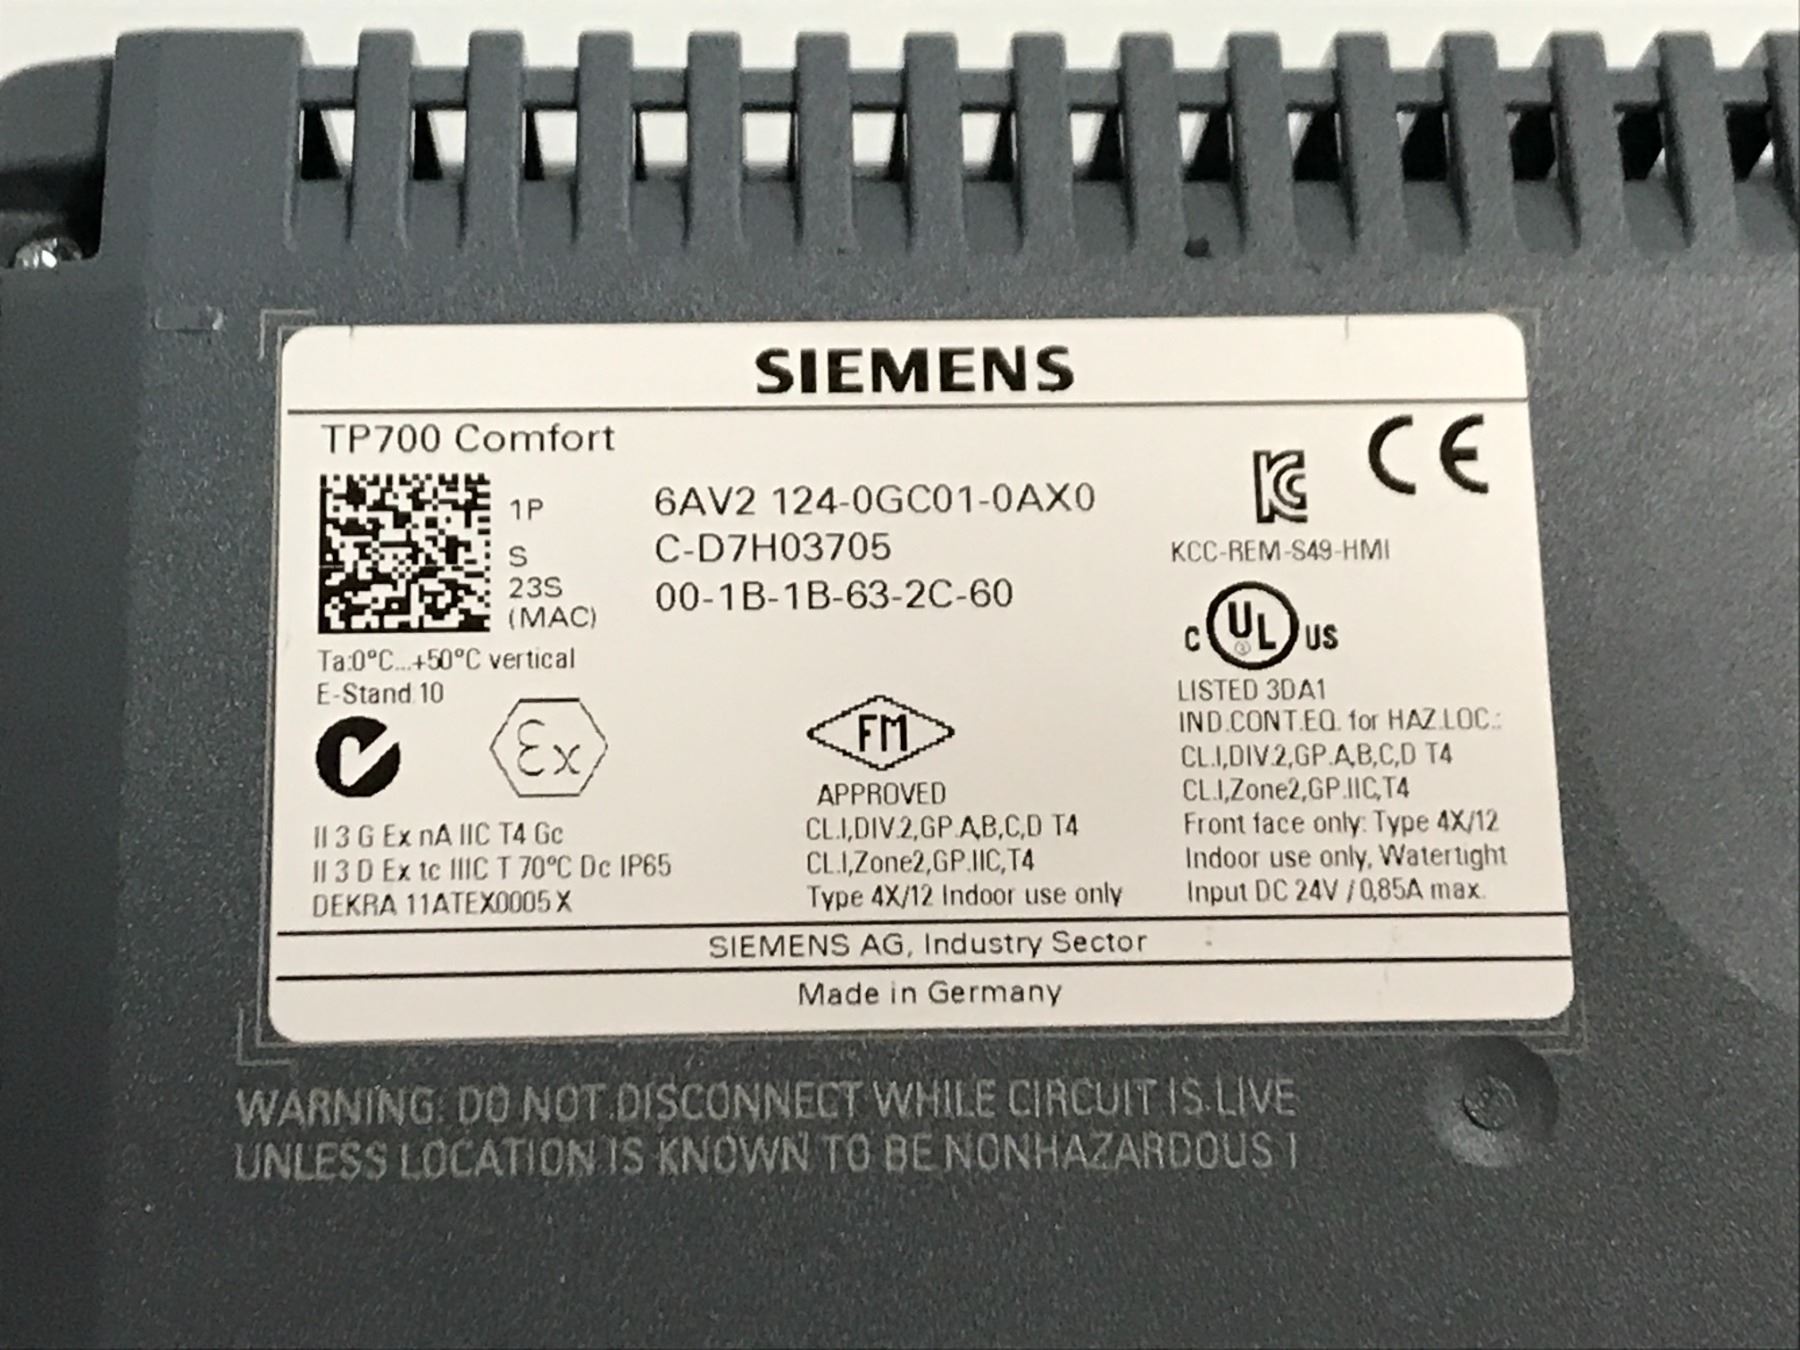 SIEMENS
TP700 Comfort
CE
1P 6AV2 124-0GC01-0AX0
S C-D7H03705
23S (MAC) 00-1B-1B-63-2C-60
KCC-REM-S49-HMI
Ta:0°C...+50°C vertical
E-Stand 10
Ex
II 3 G Ex nA IIC T4 Gc
II 3 D Ex tc IIIC T 70°C Dc IP65
DEKRA 11ATEX0005 X
FM
APPROVED
CL.I,DIV.2,GP.A,B,C,D T4
CL.I,Zone2,GP.IIC,T4
Type 4X/12 Indoor use only
C UL US
LISTED 3DA1
IND.CONT.EQ. for HAZ.LOC.:
CL.I,DIV.2,GP.A,B,C,D T4
CL.I,Zone2,GP.IIC,T4
Front face only: Type 4X/12
Indoor use only, Watertight
Input DC 24V / 0,85A max.
SIEMENS AG, Industry Sector
Made in Germany
WARNING: DO NOT DISCONNECT WHILE CIRCUIT IS LIVE
UNLESS LOCATION IS KNOWN TO BE NONHAZARDOUS !